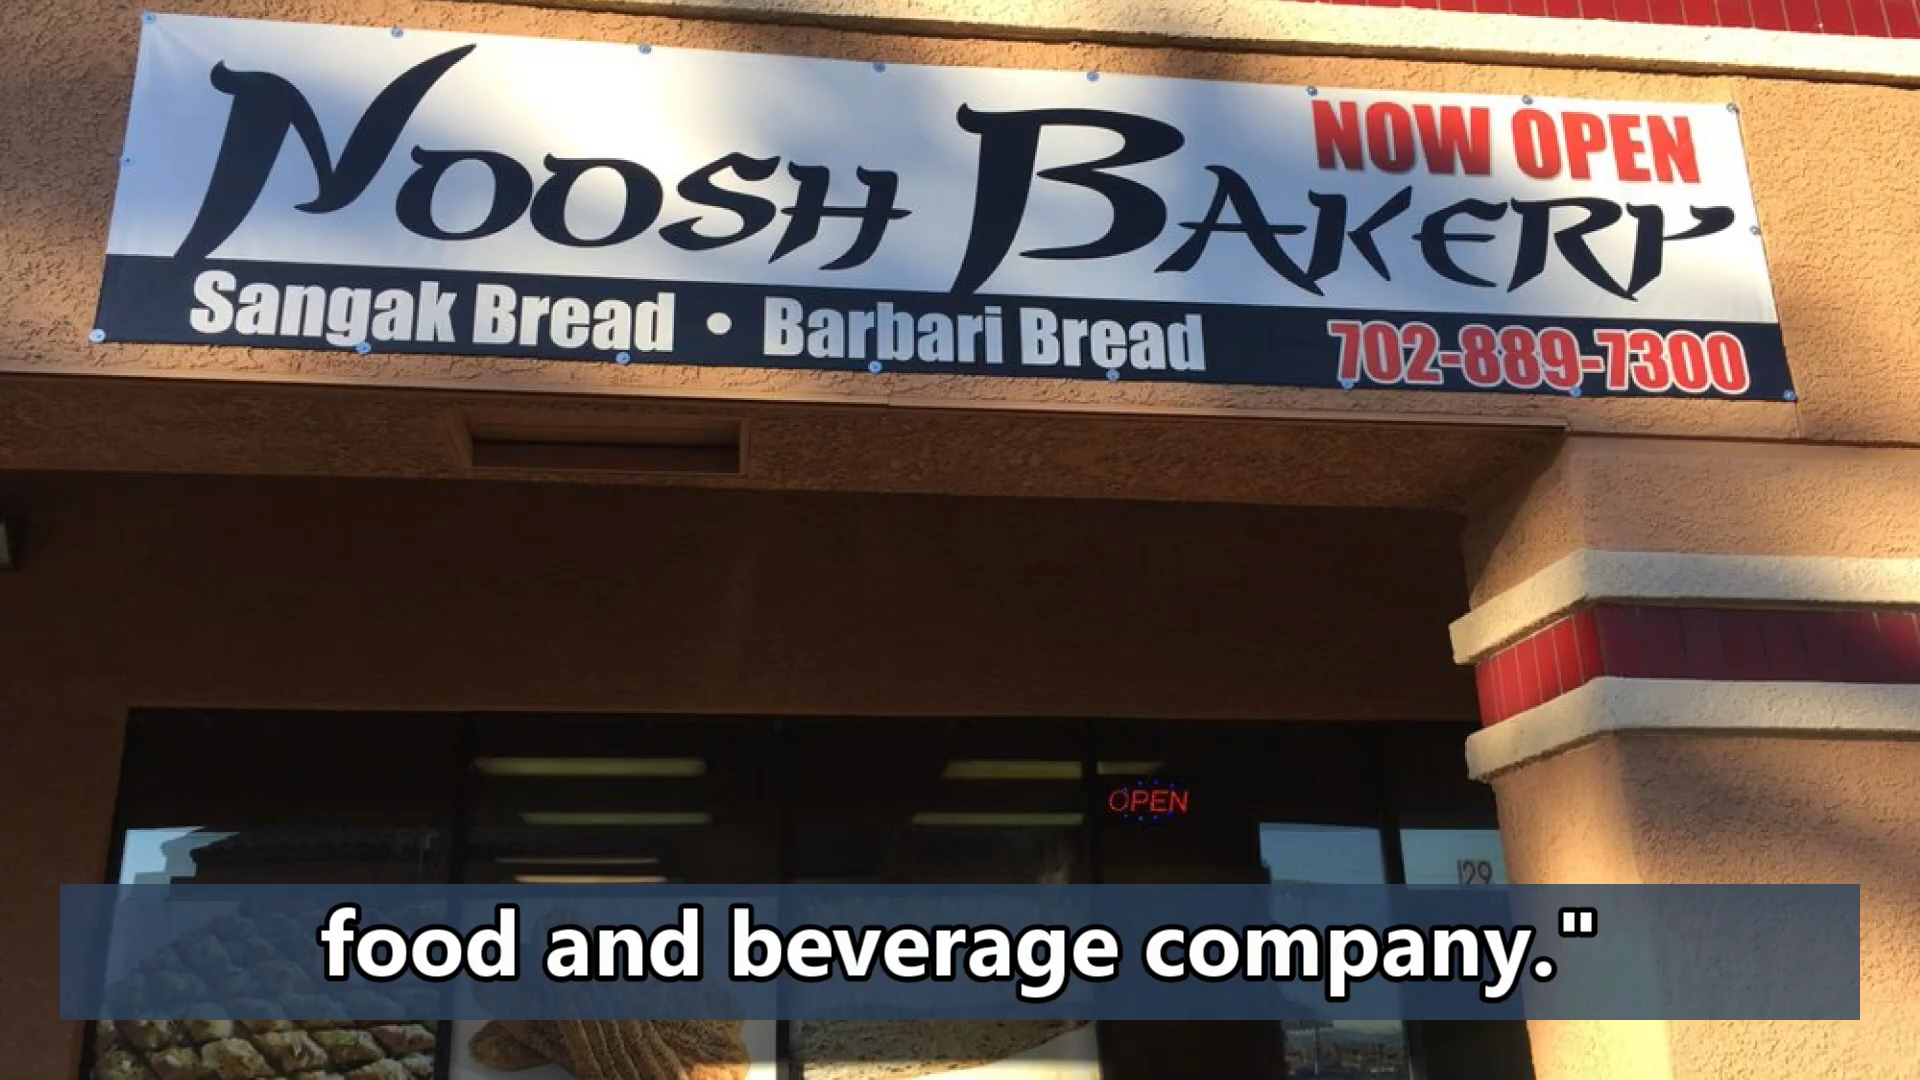 NOOSH BAKERY
NOW OPEN
Sangak Bread • Barbari Bread
702-889-7300
OPEN
129
food and beverage company."